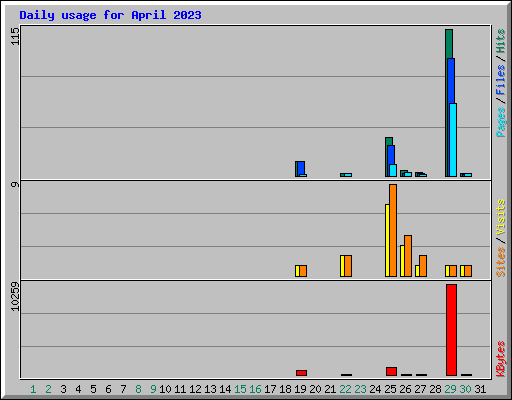 Daily usage for April 2023
115
Pages / Files / Hits
9
Sites / Visits
10259
KBytes
1 2 3 4 5 6 7 8 9 10 11 12 13 14 15 16 17 18 19 20 21 22 23 24 25 26 27 28 29 30 31